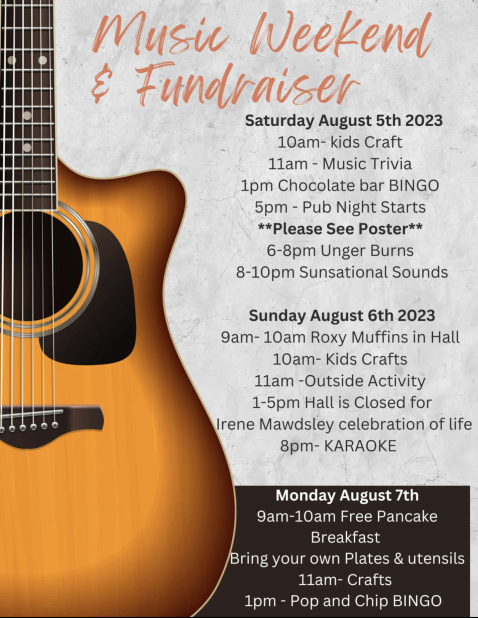 Music Weekend
& Fundraiser
Saturday August 5th 2023
10am- kids Craft
11am - Music Trivia
1pm Chocolate bar BINGO
5pm - Pub Night Starts
**Please See Poster**
6-8pm Unger Burns
8-10pm Sunsational Sounds
Sunday August 6th 2023
9am- 10am Roxy Muffins in Hall
10am- Kids Crafts
11am -Outside Activity
1-5pm Hall is Closed for
Irene Mawdsley celebration of life
8pm- KARAOKE
Monday August 7th
9am-10am Free Pancake
Breakfast
Bring your own Plates & utensils
11am- Crafts
1pm - Pop and Chip BINGO